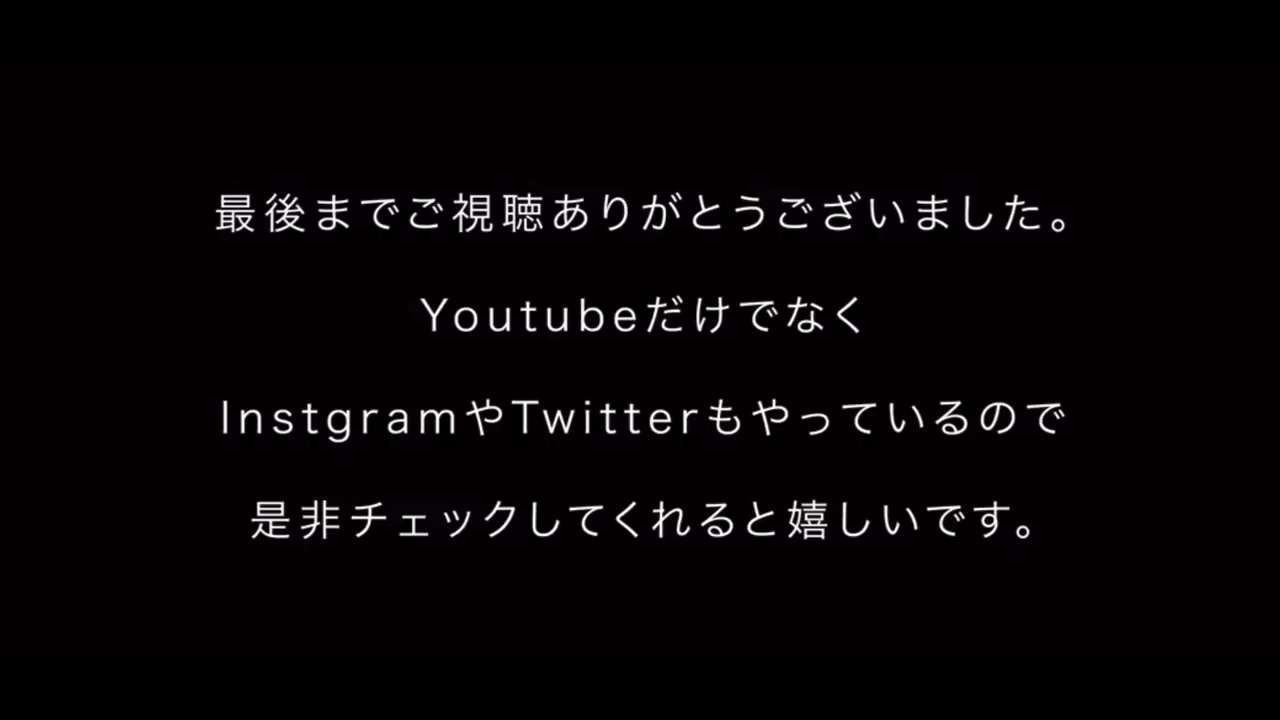 最後までご視聴ありがとうございました。
Youtubeだけでなく
InstgramやTwitterもやっているので
是非チェックしてくれると嬉しいです。